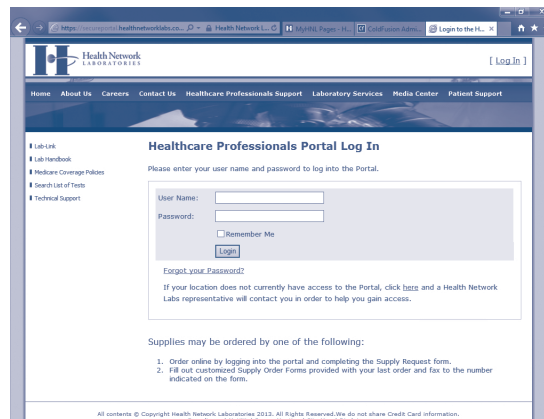 https://secureportal.healthnetworklabs.co...
Health Network L...
MyHNL Pages - H...
ColdFusion Admi...
Login to the H...
Health Network
LABORATORIES
[ Log In ]
Home About Us Careers Contact Us Healthcare Professionals Support Laboratory Services Media Center Patient Support
Lab-Link
Lab Handbook
Medicare Coverage Policies
Search List of Tests
Technical Support
Healthcare Professionals Portal Log In
Please enter your user name and password to log into the Portal.
User Name:
Password:
Remember Me
Login
Forgot your Password?
If your location does not currently have access to the Portal, click here and a Health Network
Labs representative will contact you in order to help you gain access.
Supplies may be ordered by one of the following:
1. Order online by logging into the portal and completing the Supply Request form.
2. Fill out customized Supply Order Forms provided with your last order and fax to the number
indicated on the form.
All contents © Copyright Health Network Laboratories 2013. All Rights Reserved.We do not share Credit Card information.